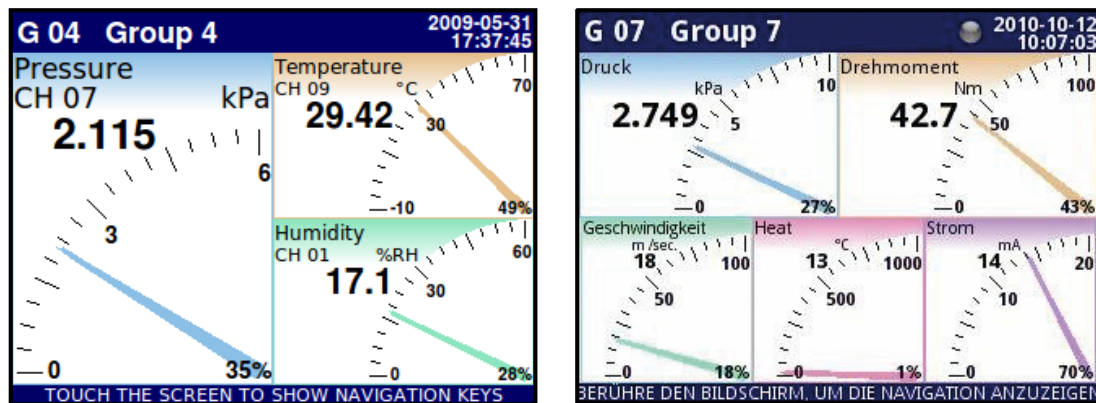 G 04 Group 4 2009-05-31
17:37:45
Pressure
CH 07 kPa
2.115
6
3
0 35%
Temperature
CH 09 °C 70
29.42 30
-10 49%
Humidity
CH 01 %RH 60
17.1 30
0 28%
TOUCH THE SCREEN TO SHOW NAVIGATION KEYS
G 07 Group 7 2010-10-12
10:07:03
Druck
kPa 10
2.749 5
0 27%
Drehmoment
Nm 100
42.7 50
0 43%
Geschwindigkeit
m /sec.
18 100
50
0 18%
Heat
°C
13 1000
500
0 1%
Strom
mA
14 20
10
0 70%
BERÜHRE DEN BILDSCHIRM, UM DIE NAVIGATION ANZUZEIGEN